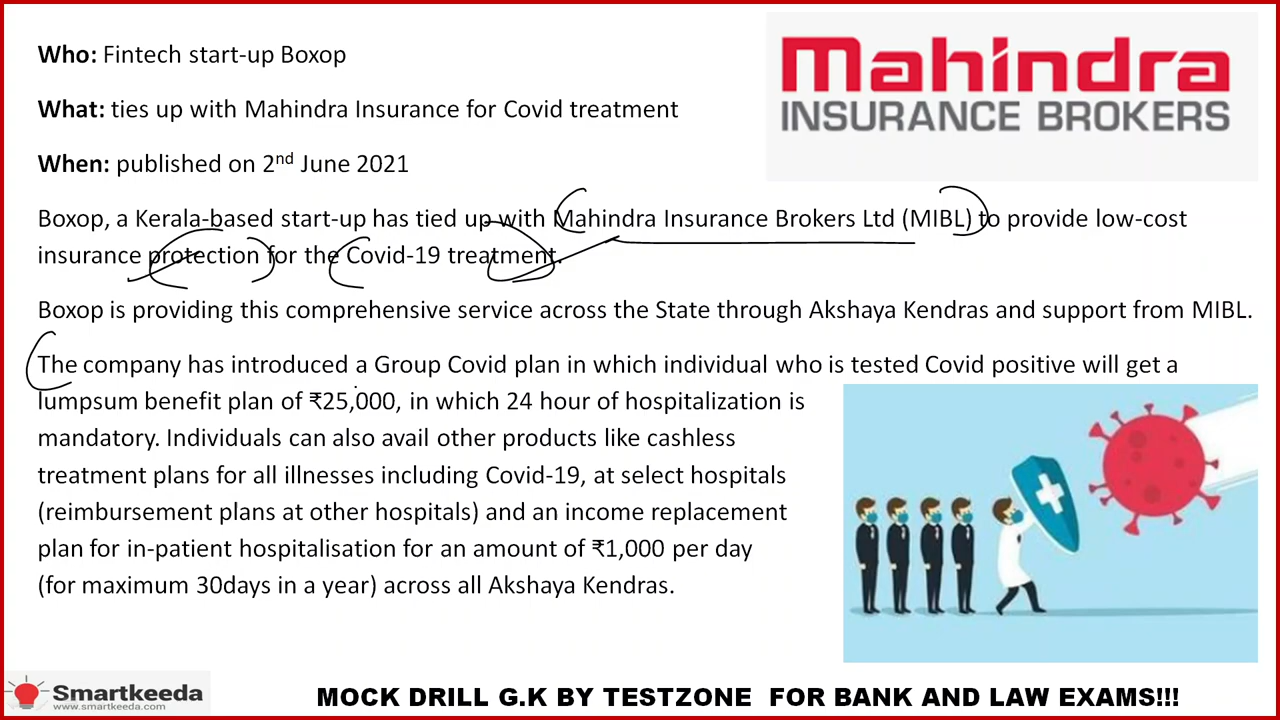 Who: Fintech start-up Boxop
Mahindra
INSURANCE BROKERS
What: ties up with Mahindra Insurance for Covid treatment
When: published on 2nd June 2021
Boxop, a Kerala-based start-up has tied up with Mahindra Insurance Brokers Ltd (MIBL) to provide low-cost
insurance protection for the Covid-19 treatment.
Boxop is providing this comprehensive service across the State through Akshaya Kendras and support from MIBL.
The company has introduced a Group Covid plan in which individual who is tested Covid positive will get a
lumpsum benefit plan of ₹25,000, in which 24 hour of hospitalization is
mandatory. Individuals can also avail other products like cashless
treatment plans for all illnesses including Covid-19, at select hospitals
(reimbursement plans at other hospitals) and an income replacement
plan for in-patient hospitalisation for an amount of ₹1,000 per day
(for maximum 30days in a year) across all Akshaya Kendras.
Smartkeeda
www.smartkeeda.com
MOCK DRILL G.K BY TESTZONE FOR BANK AND LAW EXAMS!!!